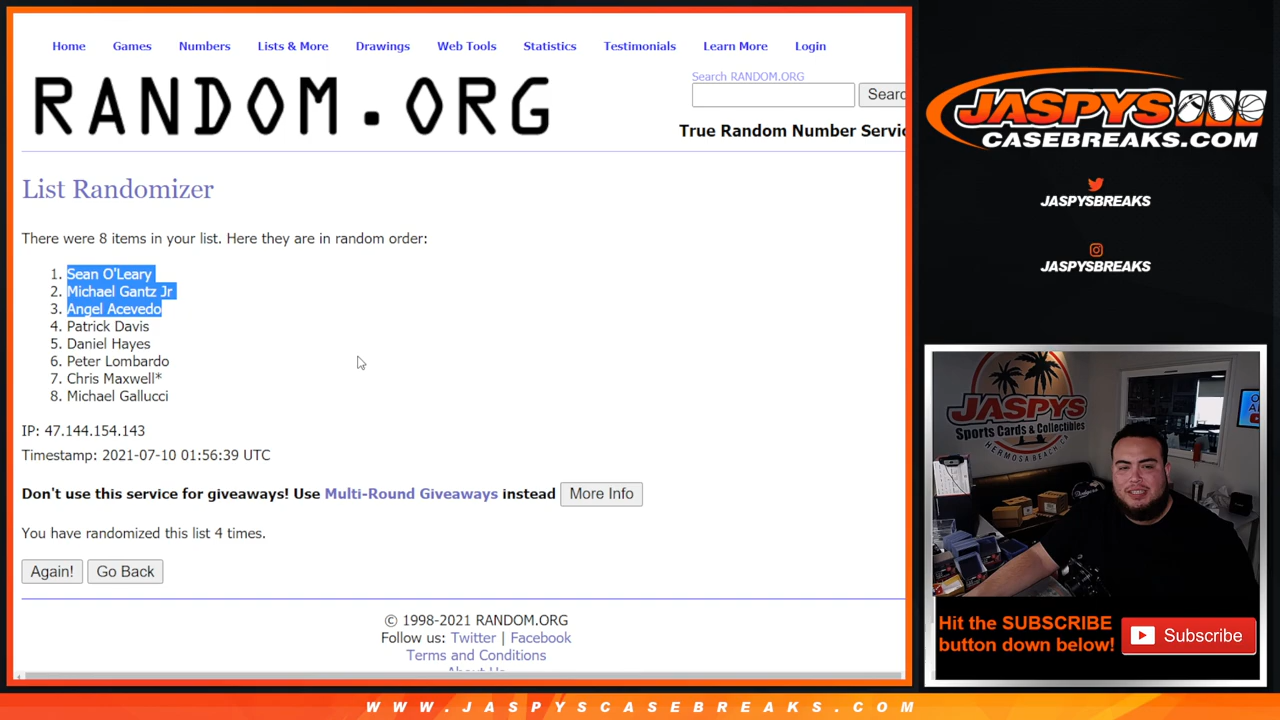 Home Games Numbers Lists & More Drawings Web Tools Statistics Testimonials Learn More Login
Search RANDOM.ORG
RANDOM.ORG
Searc
True Random Number Servic
List Randomizer
There were 8 items in your list. Here they are in random order:
1. Sean O'Leary
2. Michael Gantz Jr
3. Angel Acevedo
4. Patrick Davis
5. Daniel Hayes
6. Peter Lombardo
7. Chris Maxwell*
8. Michael Gallucci
IP: 47.144.154.143
Timestamp: 2021-07-10 01:56:39 UTC
Don't use this service for giveaways! Use Multi-Round Giveaways instead More Info
You have randomized this list 4 times.
Again! Go Back
© 1998-2021 RANDOM.ORG
Follow us: Twitter | Facebook
Terms and Conditions
About Us
JASPYS
CASEBREAKS.COM
JASPYSBREAKS
JASPYSBREAKS
JASPYS
Sports Cards & Collectibles
HERMOSA BEACH, CA
Dodgers
Hit the SUBSCRIBE
button down below!
Subscribe
WWW.JASPYSCASEBREAKS.COM